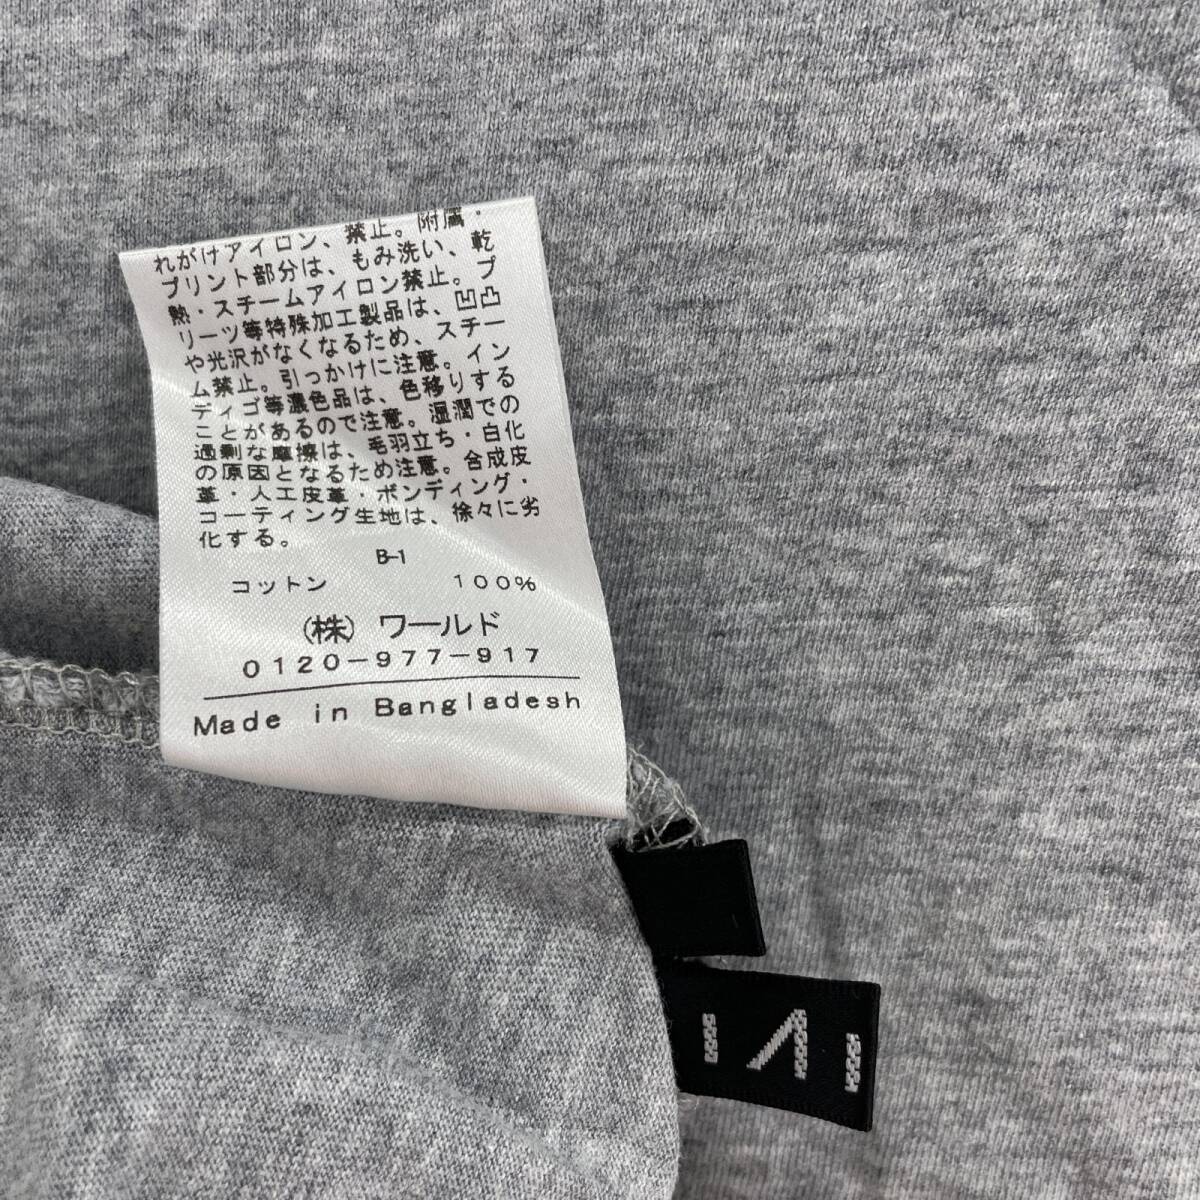 れがけアイロン、禁止。附属・
プリント部分は、もみ洗い、乾
熱・スチームアイロン禁止。プ
リーツ等特殊加工製品は、凹凸
や光沢がなくなるため、スチー
ム禁止。引っかけに注意。イン
ディゴ等濃色品は、色移りする
ことがあるので注意。湿潤での
過剰な摩擦は、毛羽立ち・白化
の原因となるため注意。合成皮
革・人工皮革・ボンディング・
コーティング生地は、徐々に劣
化する。
B-1
コットン 100%
(株) ワールド
0120-977-917
Made in Bangladesh